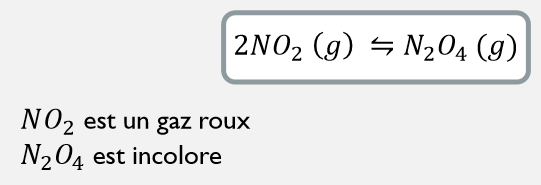 2NO₂ (g) ⇋ N₂O₄ (g)
NO₂ est un gaz roux
N₂O₄ est incolore